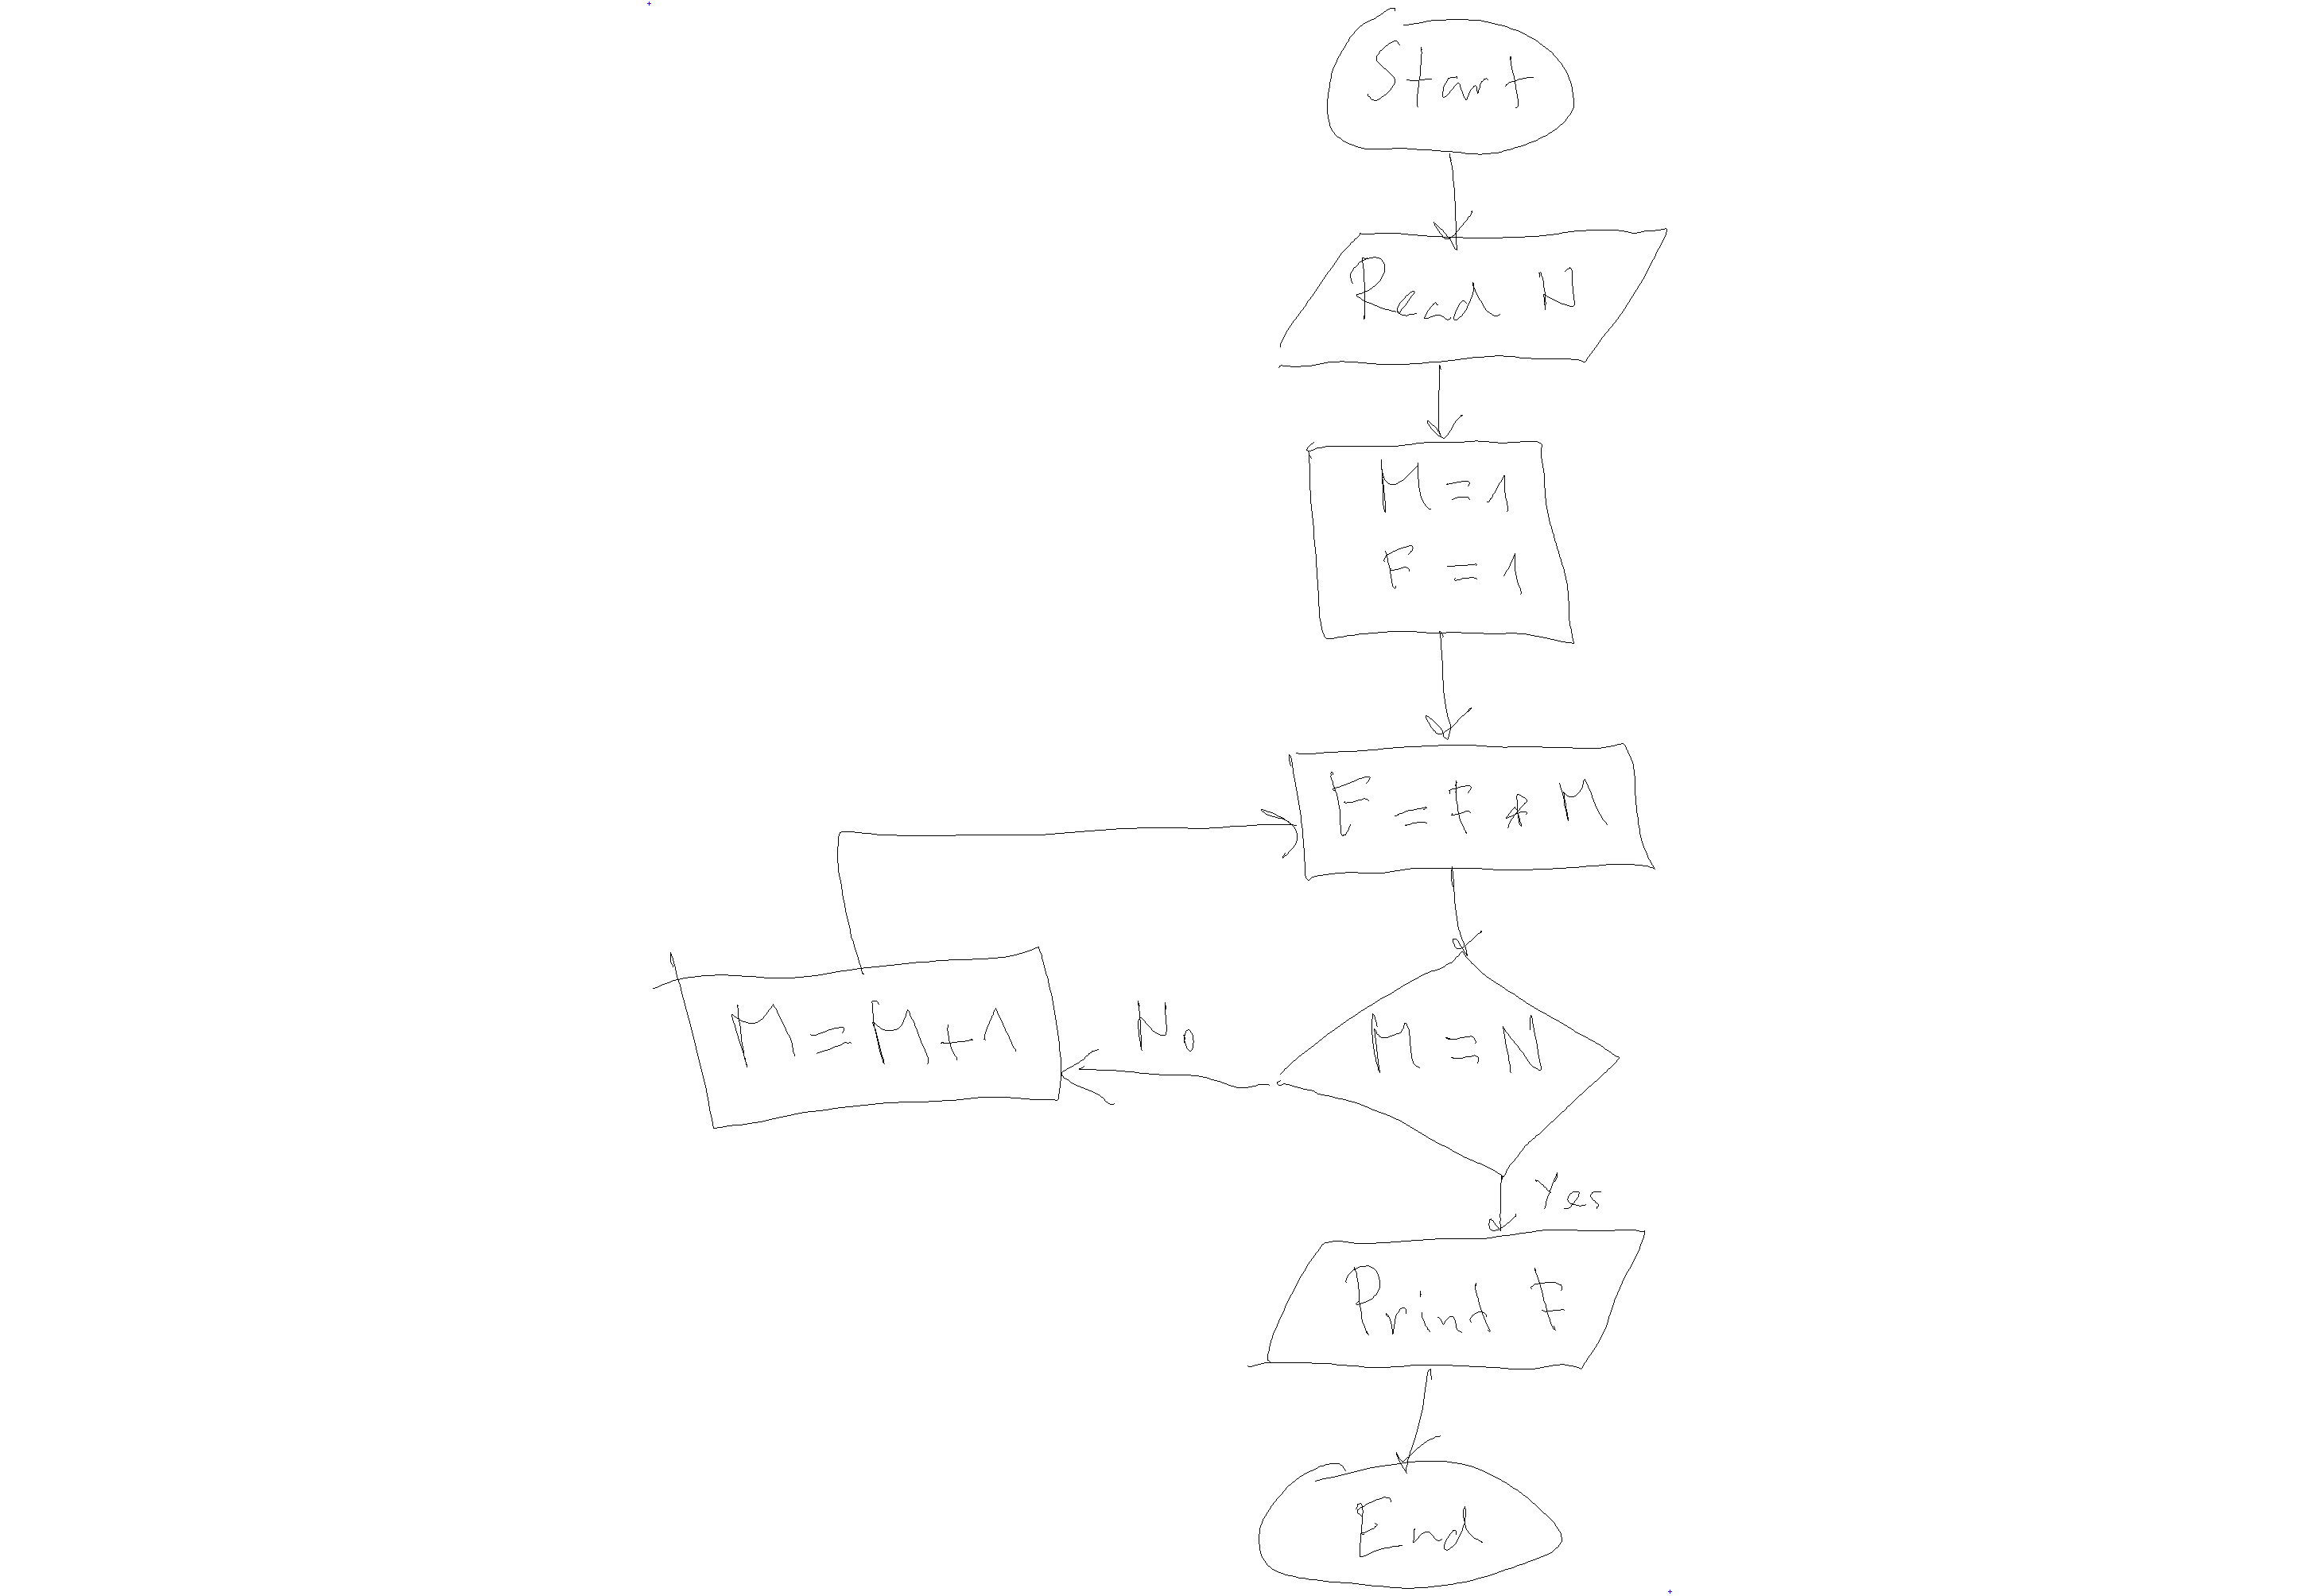 Start
Read N
M = 1
F = 1
F = F * M
M = N
No
M = M + 1
Yes
Print F
End